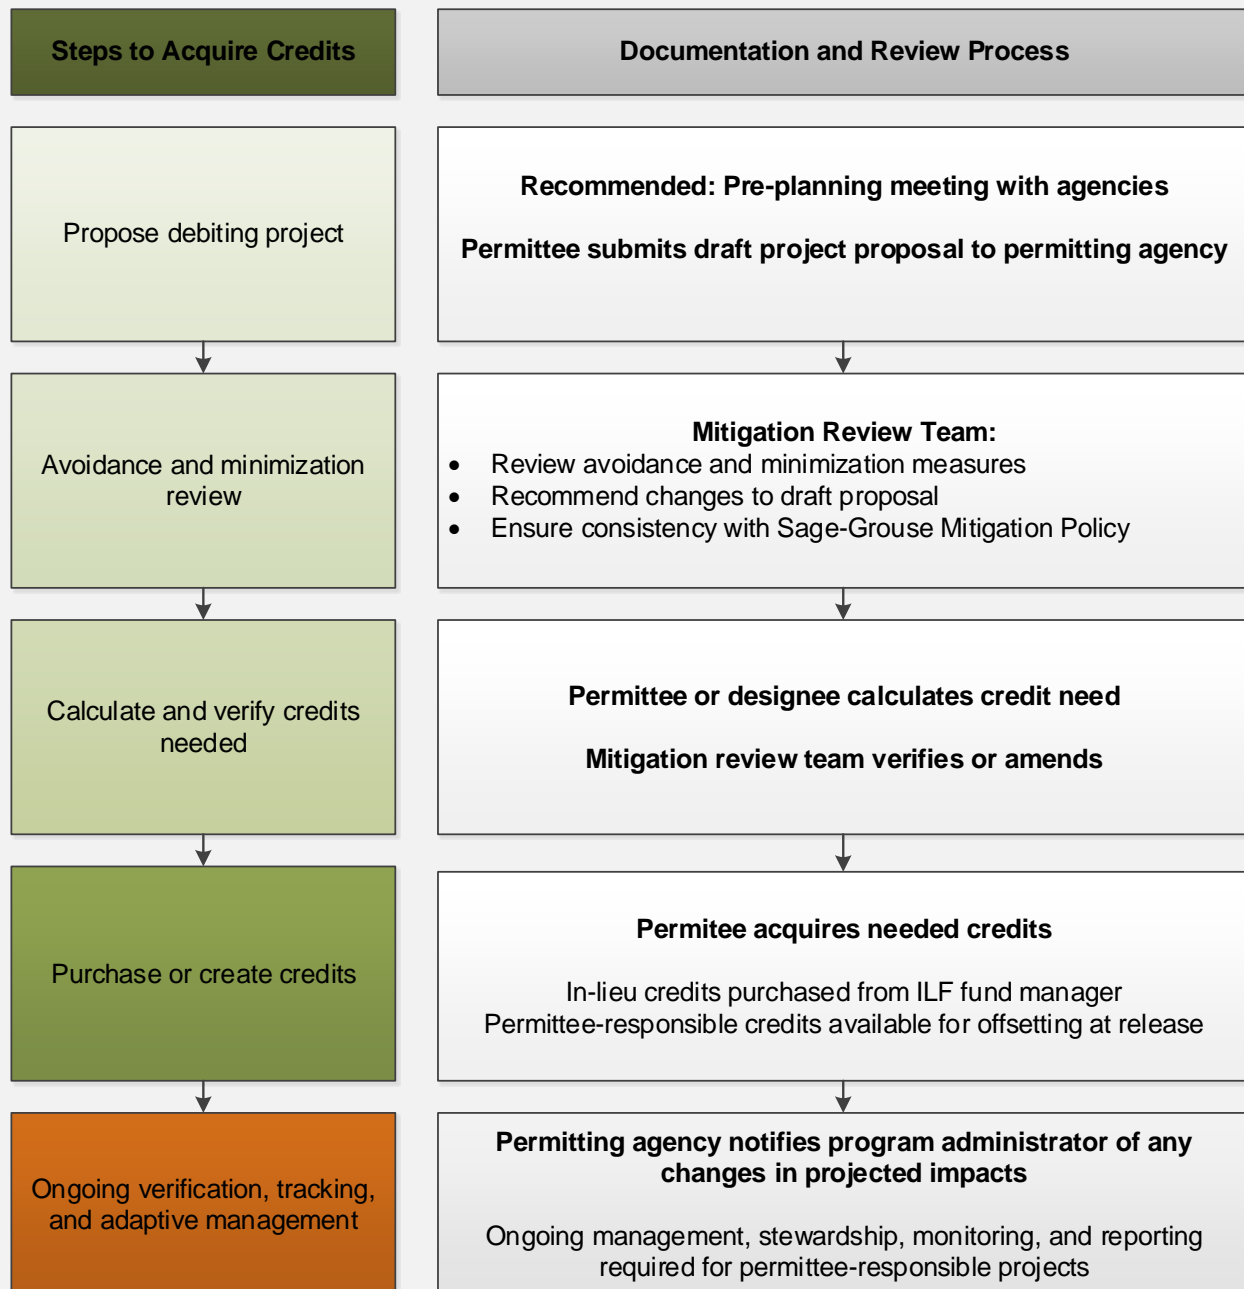 Steps to Acquire Credits
Documentation and Review Process
Propose debiting project
Recommended: Pre-planning meeting with agencies
Permittee submits draft project proposal to permitting agency
Avoidance and minimization
review
Mitigation Review Team:
• Review avoidance and minimization measures
• Recommend changes to draft proposal
• Ensure consistency with Sage-Grouse Mitigation Policy
Calculate and verify credits
needed
Permittee or designee calculates credit need
Mitigation review team verifies or amends
Purchase or create credits
Permitee acquires needed credits
In-lieu credits purchased from ILF fund manager
Permittee-responsible credits available for offsetting at release
Ongoing verification, tracking,
and adaptive management
Permitting agency notifies program administrator of any
changes in projected impacts
Ongoing management, stewardship, monitoring, and reporting
required for permittee-responsible projects